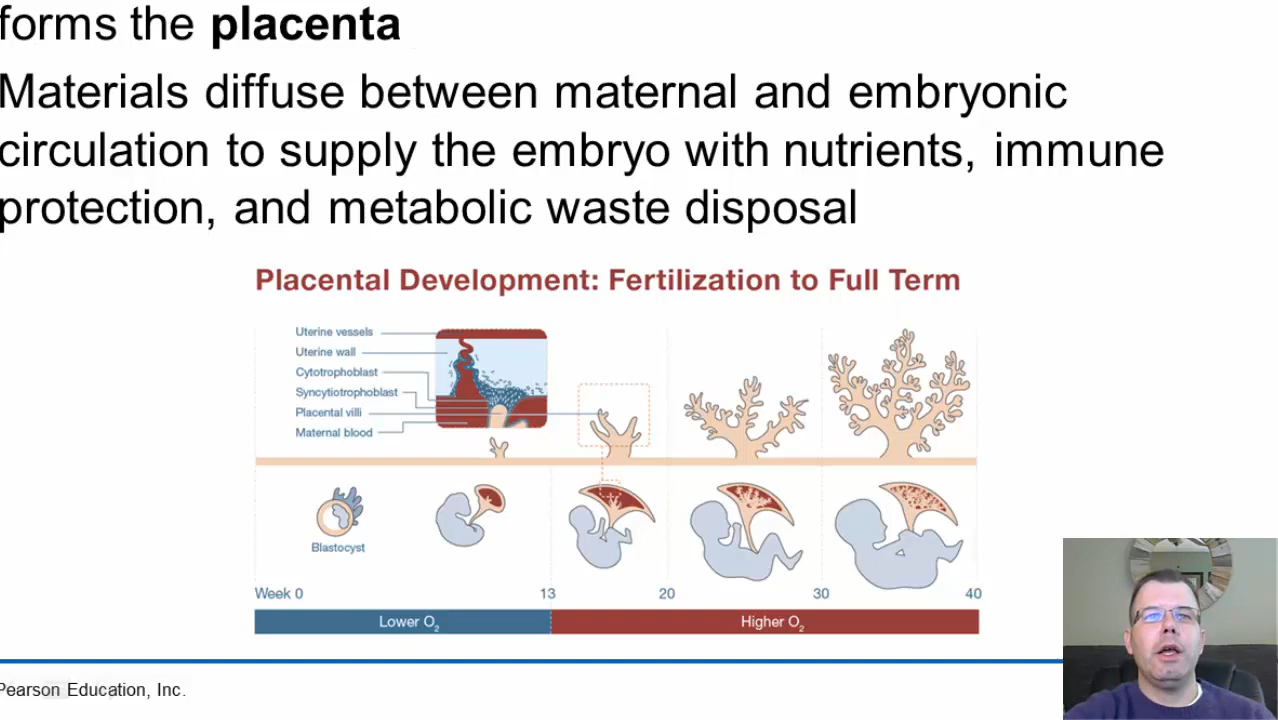 forms the placenta
Materials diffuse between maternal and embryonic
circulation to supply the embryo with nutrients, immune
protection, and metabolic waste disposal
Placental Development: Fertilization to Full Term
Uterine vessels
Uterine wall
Cytotrophoblast
Syncytiotrophoblast
Placental villi
Maternal blood
Blastocyst
Week 0 13 20 30 40
Lower O₂ Higher O₂
Pearson Education, Inc.